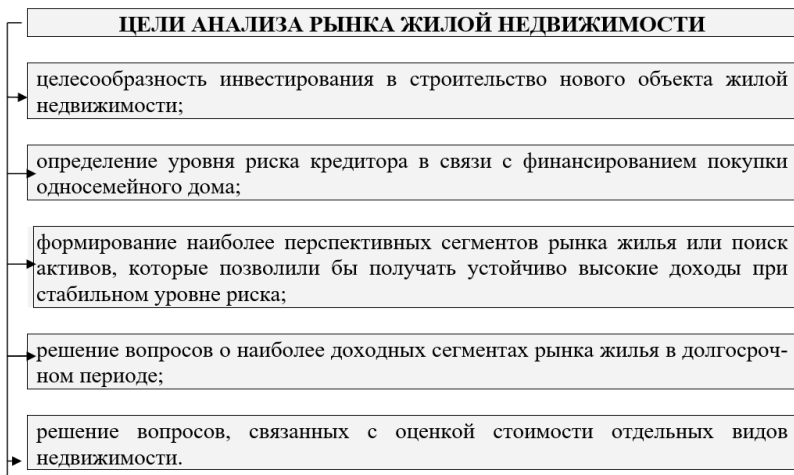 ЦЕЛИ АНАЛИЗА РЫНКА ЖИЛОЙ НЕДВИЖИМОСТИ
целесообразность инвестирования в строительство нового объекта жилой
недвижимости;
определение уровня риска кредитора в связи с финансированием покупки
односемейного дома;
формирование наиболее перспективных сегментов рынка жилья или поиск
активов, которые позволили бы получать устойчиво высокие доходы при
стабильном уровне риска;
решение вопросов о наиболее доходных сегментах рынка жилья в долгосроч-
ном периоде;
решение вопросов, связанных с оценкой стоимости отдельных видов
недвижимости.